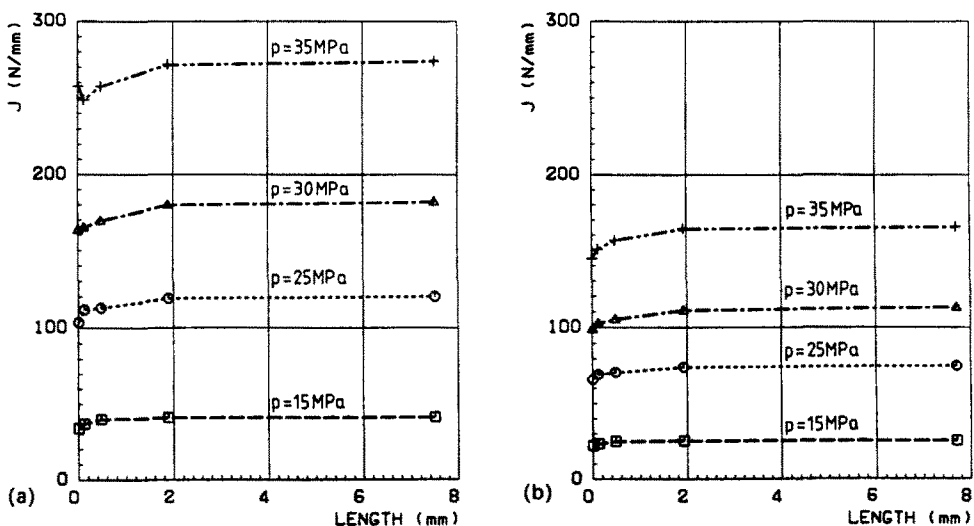 300
J (N/mm)
p=35MPa
200
p=30MPa
p=25MPa
100
p=15MPa
0
(a)
0 2 4 6 8
LENGTH (mm)
300
J (N/mm)
200
p=35MPa
p=30MPa
100
p=25MPa
p=15MPa
0
(b)
0 2 4 6 8
LENGTH (mm)